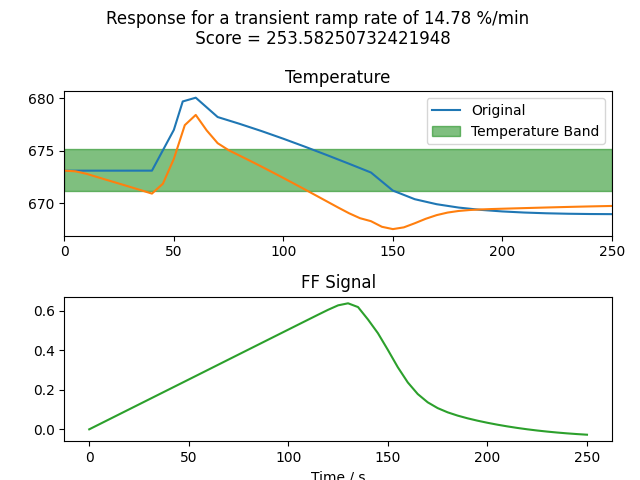 Response for a transient ramp rate of 14.78 %/min
Score = 253.58250732421948
Temperature
680
675
670
Original
Temperature Band
0 50 100 150 200 250
FF Signal
0.6
0.4
0.2
0.0
0 50 100 150 200 250
Time / s